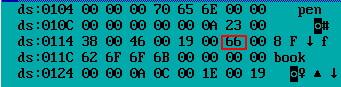 ds:0104 00 00 00 70 65 6E 00 00    pen
ds:010C 00 00 00 00 00 0A 23 00      ◙#
ds:0114 38 00 46 00 19 00 66 00 8 F ↓ f
ds:011C 62 6F 6F 6B 00 00 00 00 book
ds:0124 00 00 0A 0C 00 1E 00 19   ◙♀ ▲ ↓